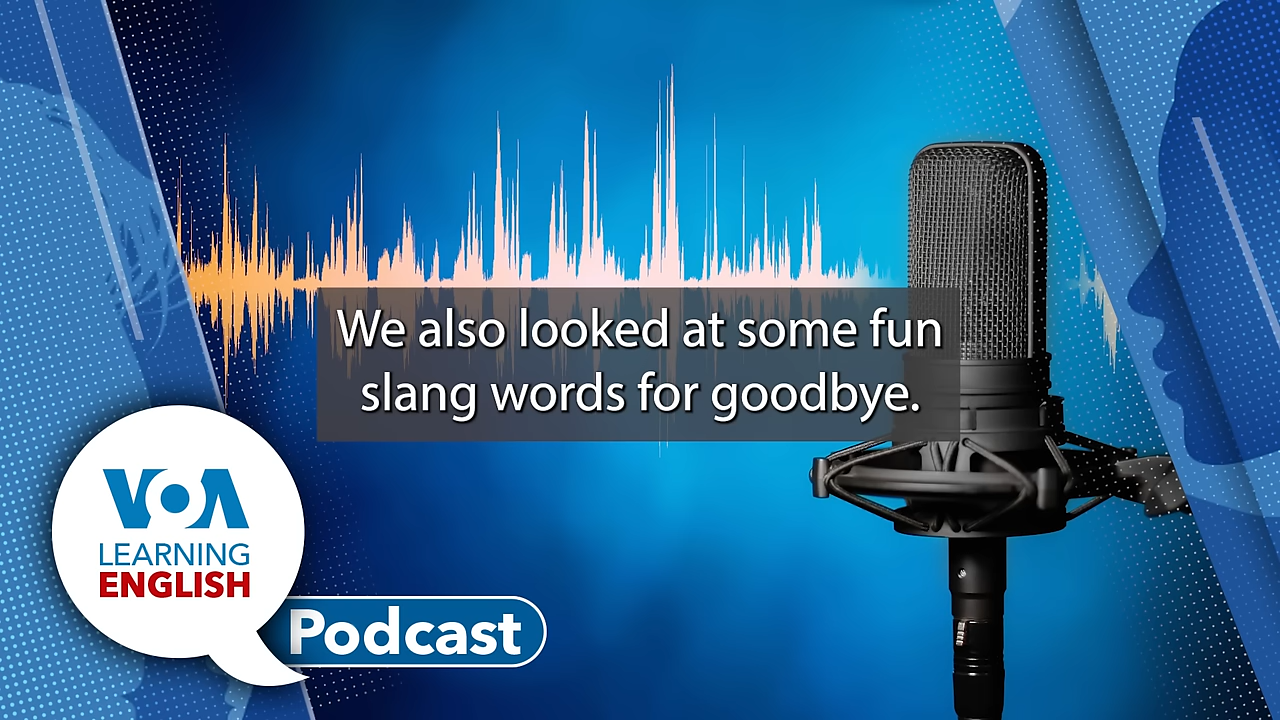 We also looked at some fun
slang words for goodbye.
VOA
LEARNING
ENGLISH
Podcast